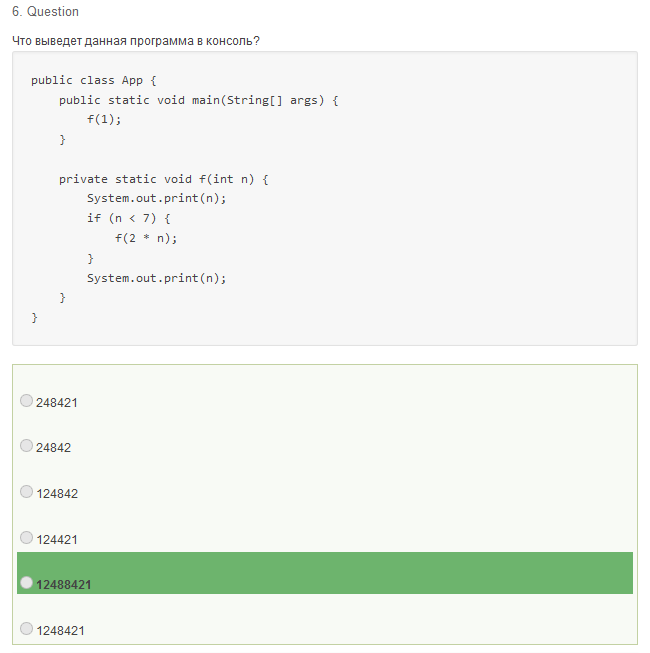 6. Question
Что выведет данная программа в консоль?
public class App {
    public static void main(String[] args) {
        f(1);
    }

    private static void f(int n) {
        System.out.print(n);
        if (n < 7) {
            f(2 * n);
        }
        System.out.print(n);
    }
}
248421
24842
124842
124421
12488421
1248421